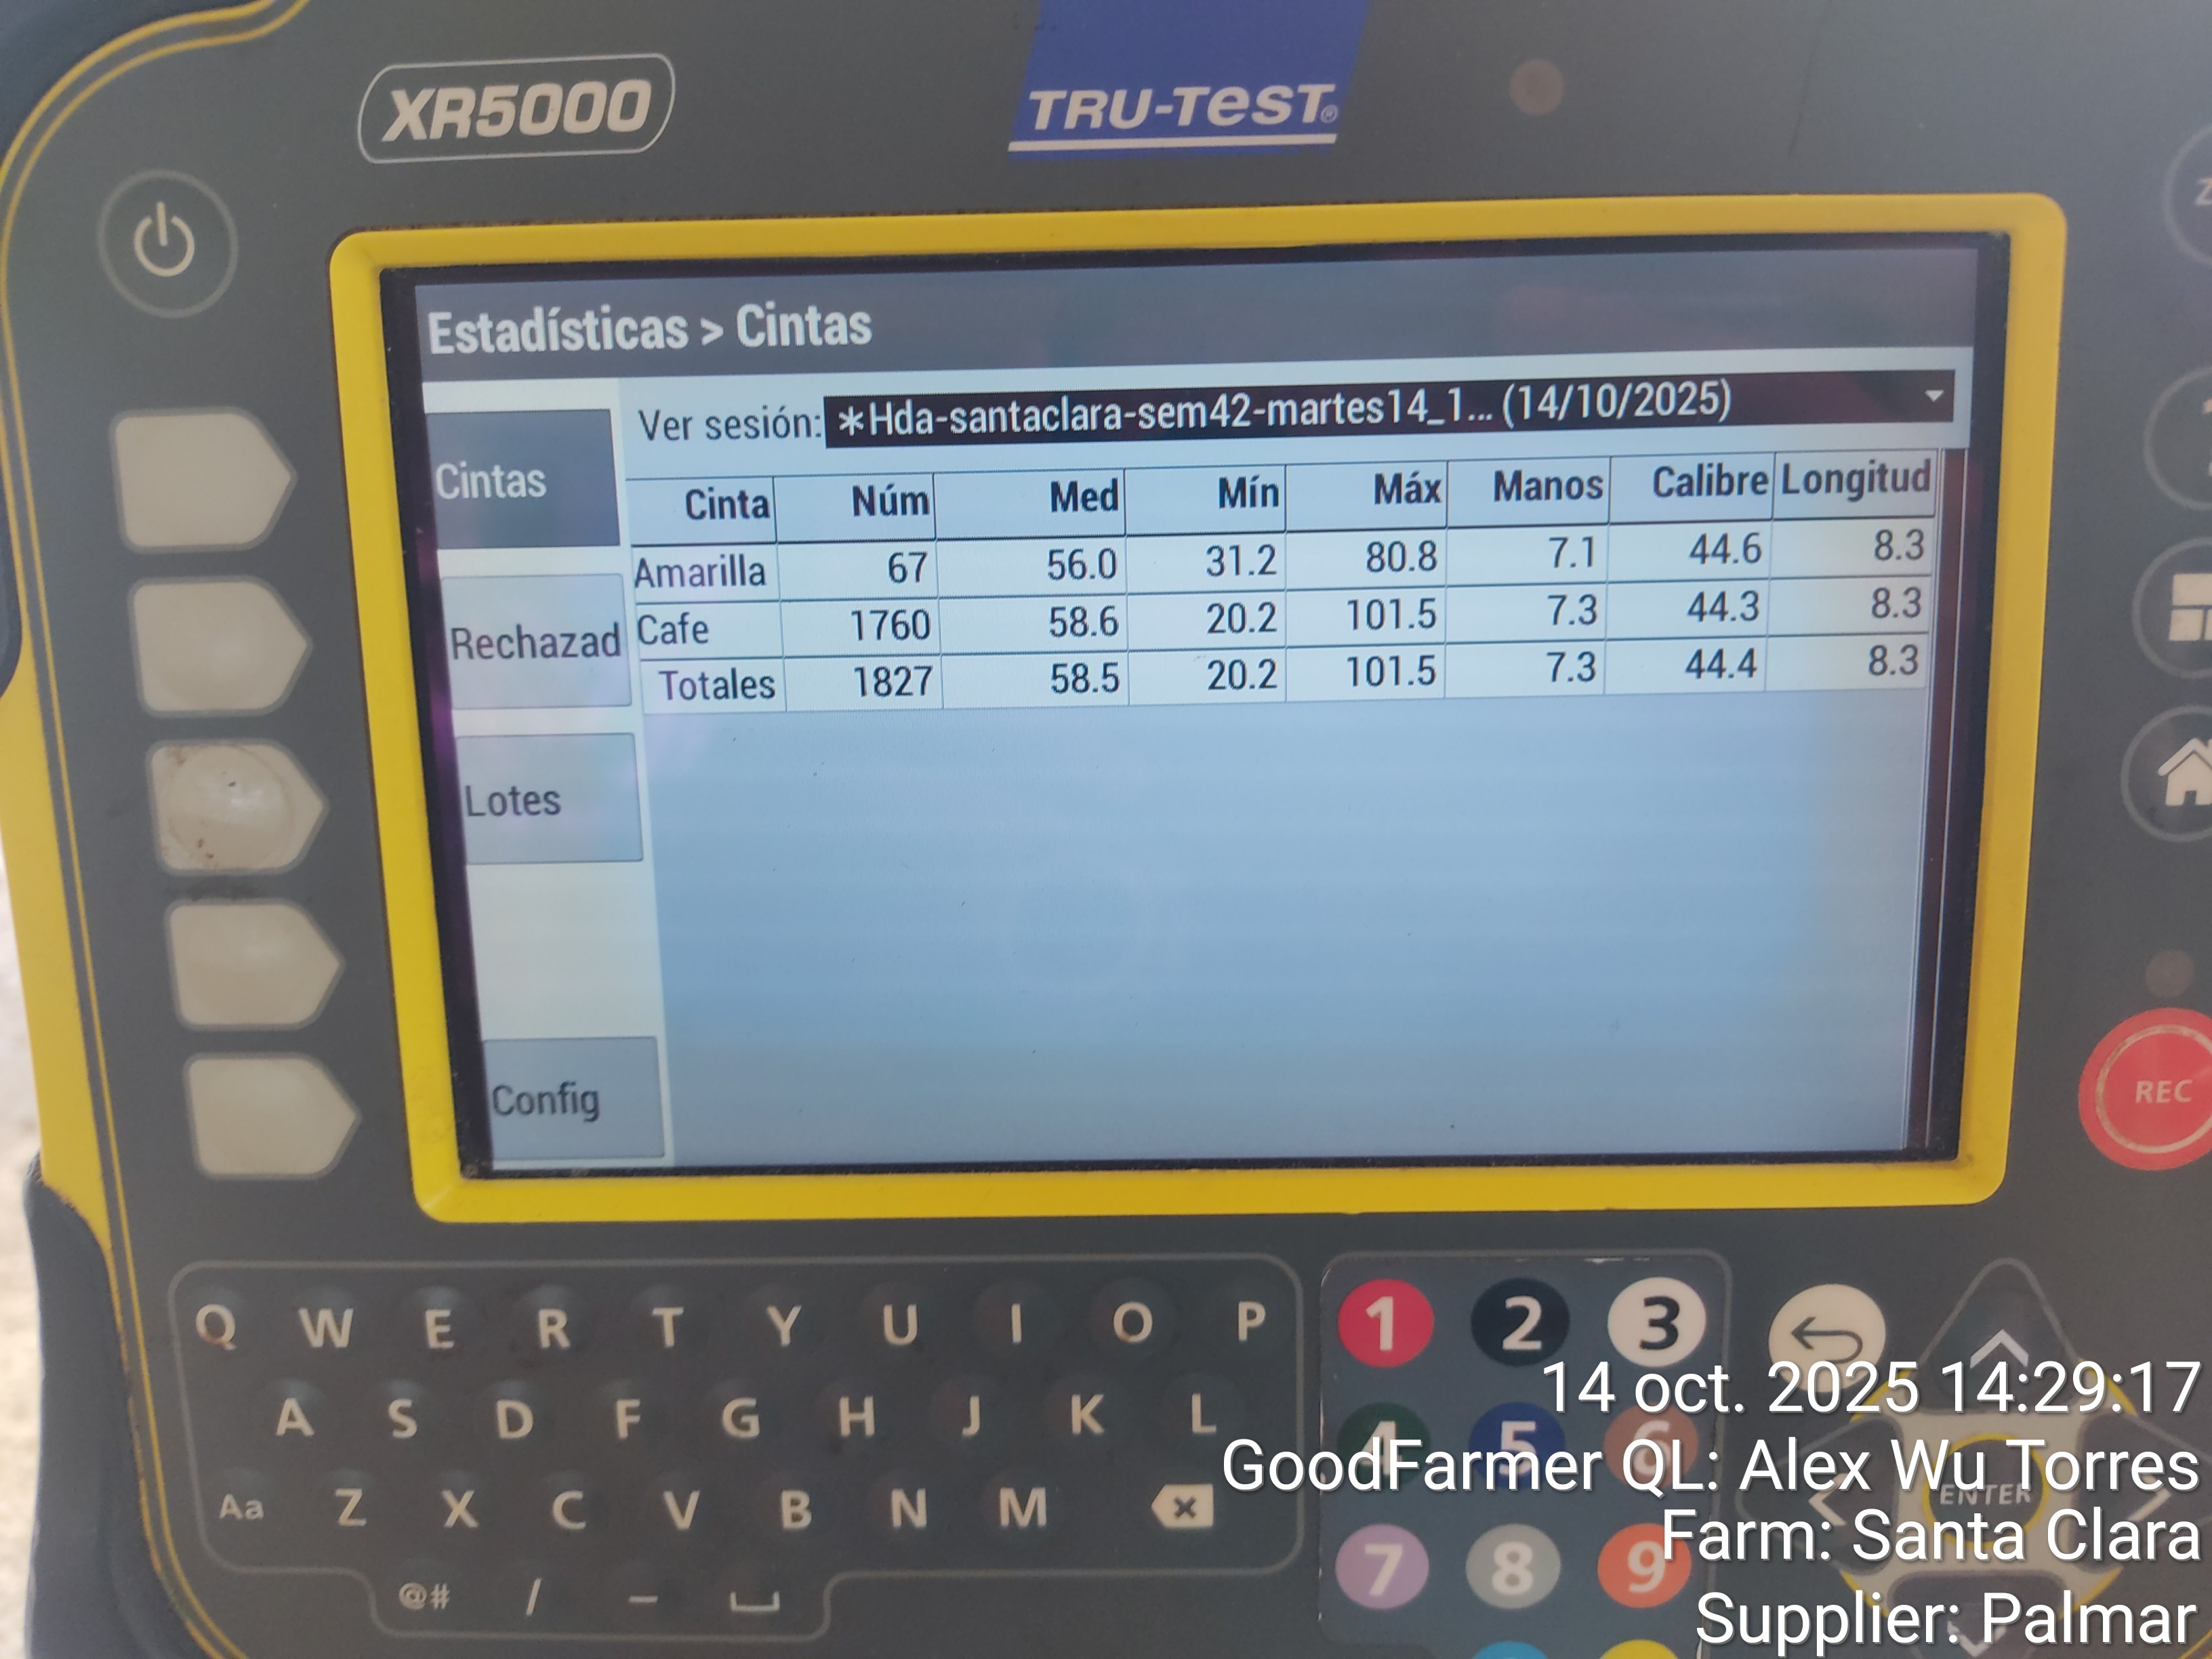 XR5000
TRU-TEST®
Estadísticas > Cintas
Ver sesión: *Hda-santaclara-sem42-martes14_1... (14/10/2025)
Cintas
Rechazad
Lotes
Config
Cinta Núm Med Mín Máx Manos Calibre Longitud
Amarilla 67 56.0 31.2 80.8 7.1 44.6 8.3
Cafe 1760 58.6 20.2 101.5 7.3 44.3 8.3
Totales 1827 58.5 20.2 101.5 7.3 44.4 8.3
REC
Q W E R T Y U I O P
A S D F G H J K L
Aa Z X C V B N M
@# / –
1 2 3
4 5 6
7 8 9
ENTER
14 oct. 2025 14:29:17
GoodFarmer QL: Alex Wu Torres
Farm: Santa Clara
Supplier: Palmar